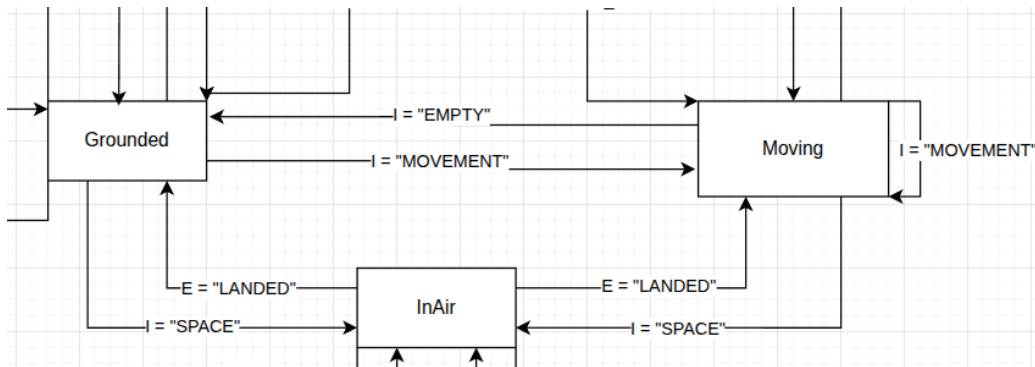 I = "EMPTY"
Grounded
Moving
I = "MOVEMENT"
I = "MOVEMENT"
E = "LANDED"
E = "LANDED"
InAir
I = "SPACE"
I = "SPACE"